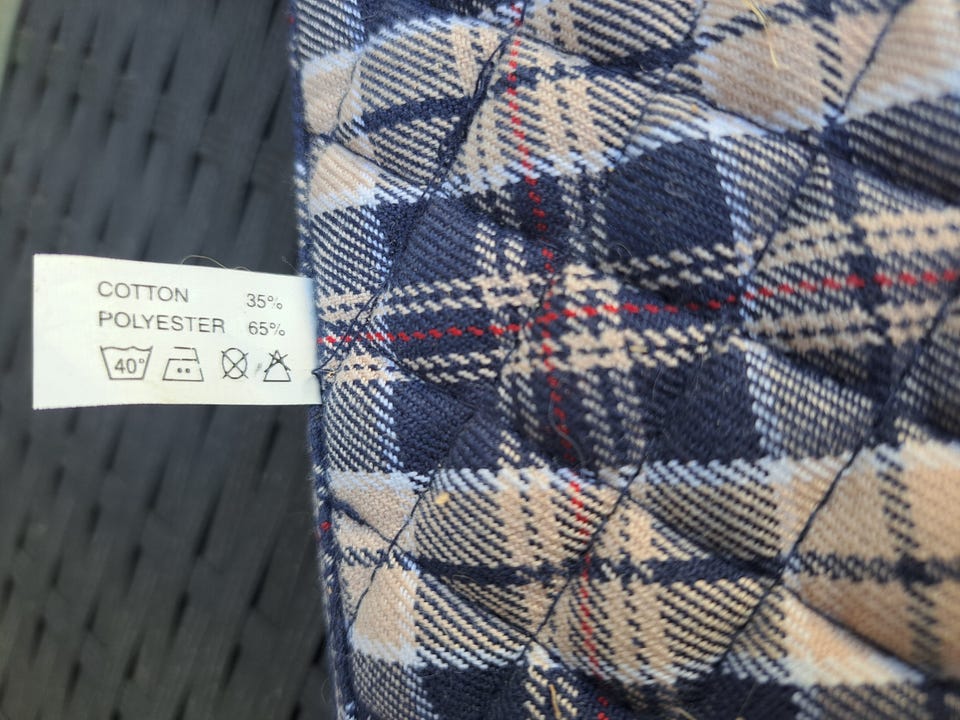 COTTON 35%
POLYESTER 65%
40°